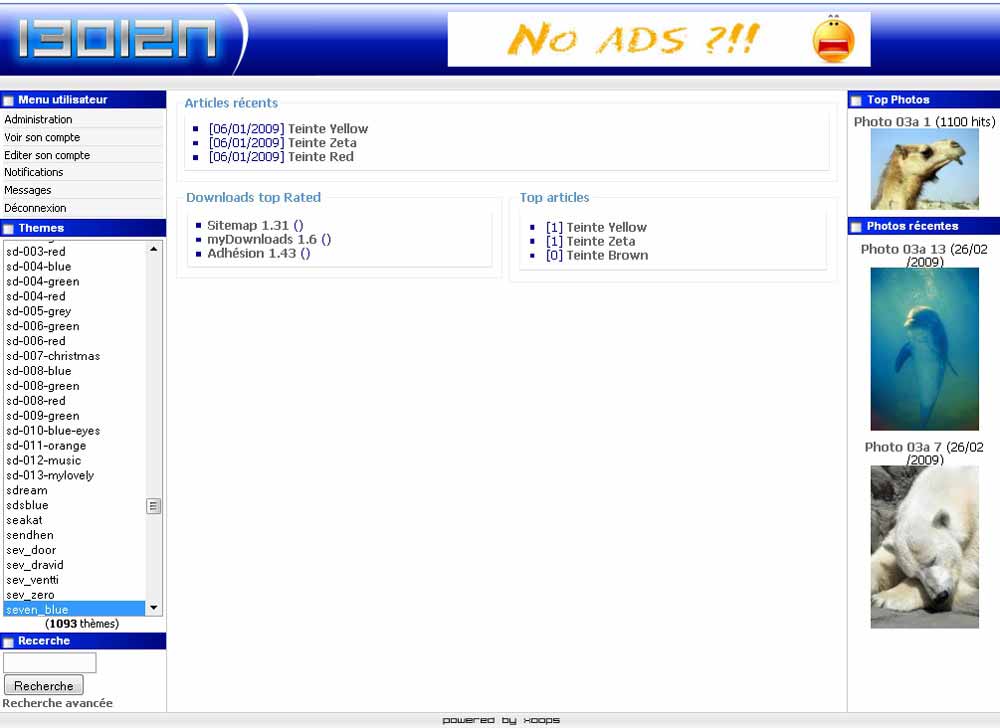 13012N
No ADS ?!!
Menu utilisateur
Administration
Voir son compte
Editer son compte
Notifications
Messages
Déconnexion
Themes
sd-003-red
sd-004-blue
sd-004-green
sd-004-red
sd-005-grey
sd-006-green
sd-006-red
sd-007-christmas
sd-008-blue
sd-008-green
sd-008-red
sd-009-green
sd-010-blue-eyes
sd-011-orange
sd-012-music
sd-013-mylovely
sdream
sdsblue
seakat
sendhen
sev_door
sev_dravid
sev_ventti
sev_zero
seven_blue
(1093 thèmes)
Recerche
Recherche
Recherche avancée
Articles récents
[06/01/2009] Teinte Yellow
[06/01/2009] Teinte Zeta
[06/01/2009] Teinte Red
Downloads top Rated
Sitemap 1.31 ()
myDownloads 1.6 ()
Adhésion 1.43 ()
Top articles
[1] Teinte Yellow
[1] Teinte Zeta
[0] Teinte Brown
Top Photos
Photo 03a 1 (1100 hits)
Photos récentes
Photo 03a 13 (26/02
/2009)
Photo 03a 7 (26/02
/2009)
powered by xoops